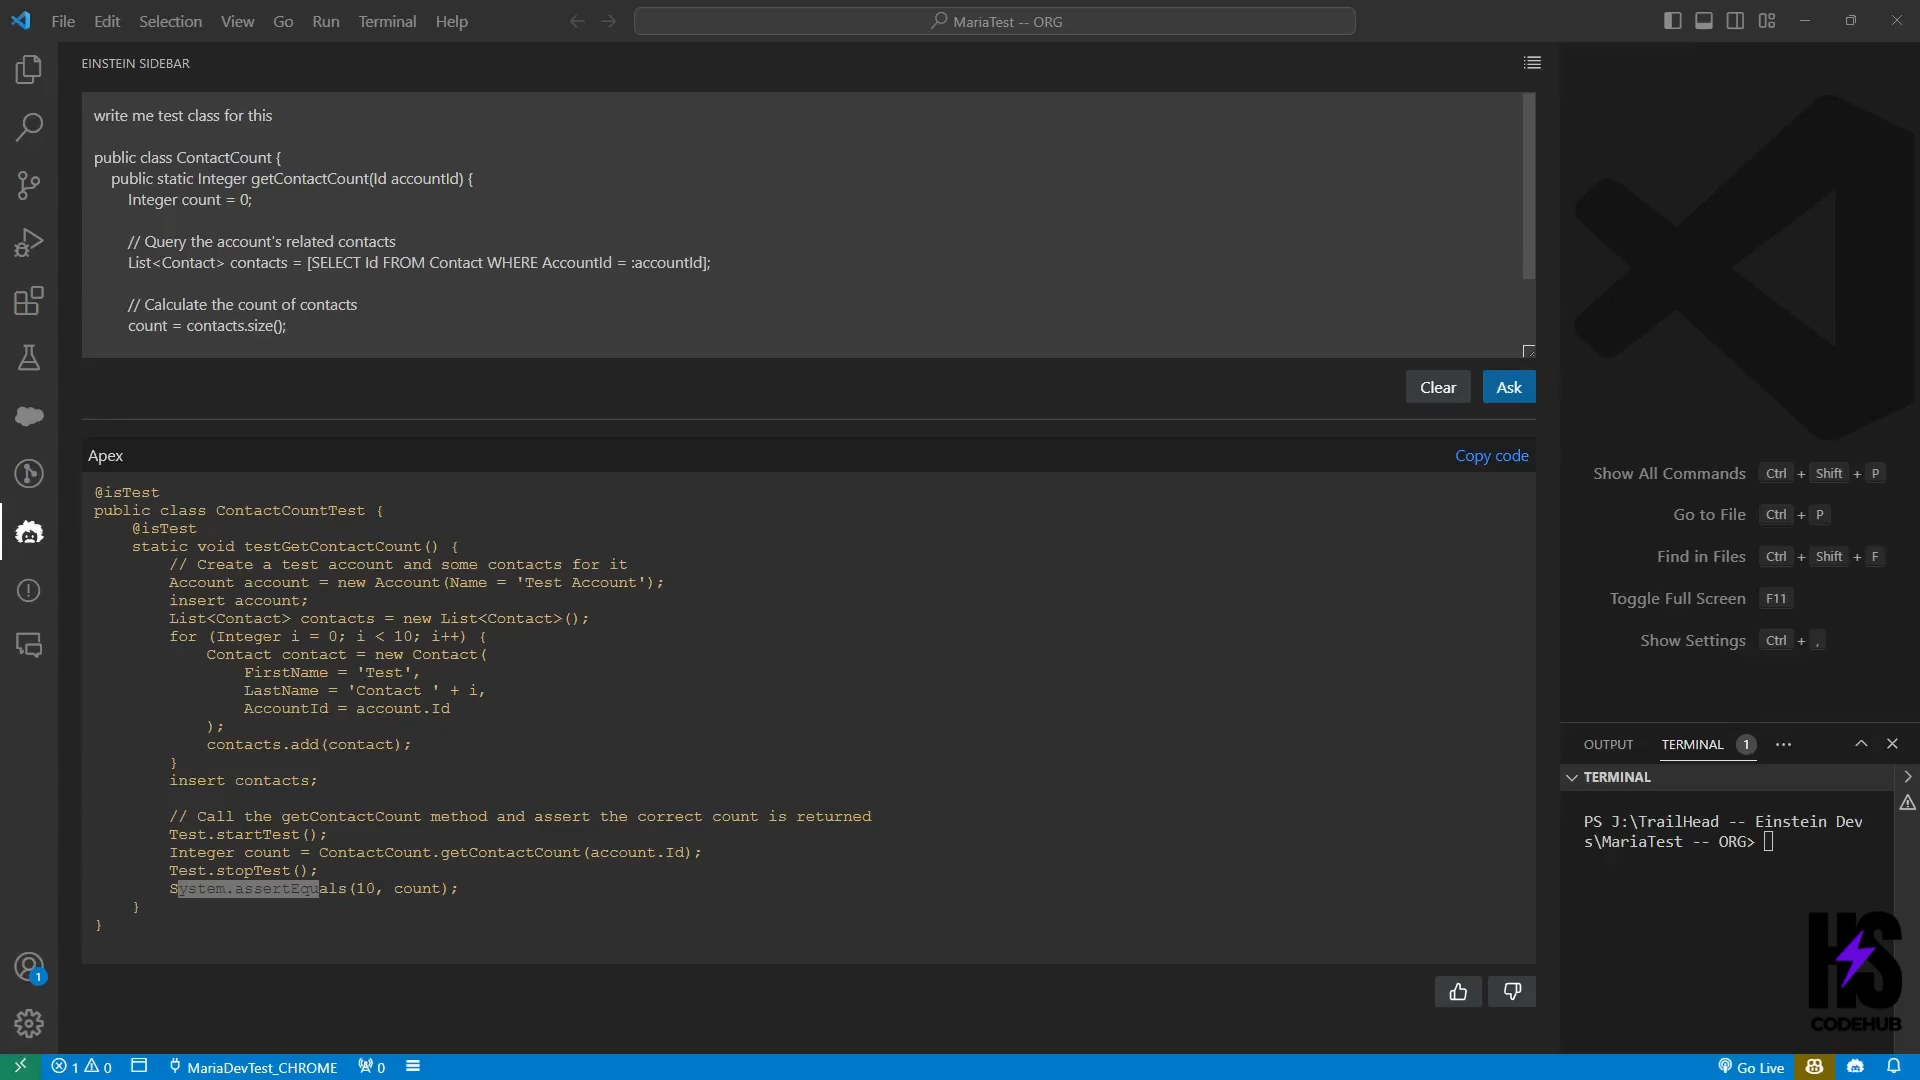 File Edit Selection View Go Run Terminal Help
MariaTest -- ORG
EINSTEIN SIDEBAR
write me test class for this
public class ContactCount {
public static Integer getContactCount(Id accountId) {
Integer count = 0;
// Query the account's related contacts
List<Contact> contacts = [SELECT Id FROM Contact WHERE AccountId = :accountId];
// Calculate the count of contacts
count = contacts.size();
Clear Ask
Apex Copy code
@isTest
public class ContactCountTest {
@isTest
static void testGetContactCount() {
// Create a test account and some contacts for it
Account account = new Account(Name = 'Test Account');
insert account;
List<Contact> contacts = new List<Contact>();
for (Integer i = 0; i < 10; i++) {
Contact contact = new Contact(
FirstName = 'Test',
LastName = 'Contact ' + i,
AccountId = account.Id
);
contacts.add(contact);
}
insert contacts;
// Call the getContactCount method and assert the correct count is returned
Test.startTest();
Integer count = ContactCount.getContactCount(account.Id);
Test.stopTest();
System.assertEquals(10, count);
}
}
Show All Commands Ctrl + Shift + P
Go to File Ctrl + P
Find in Files Ctrl + Shift + F
Toggle Full Screen F11
Show Settings Ctrl + ,
OUTPUT TERMINAL 1
TERMINAL
PS J:\TrailHead -- Einstein Dev
s\MariaTest -- ORG>
HS
CODEHUB
1
1 0 MariaDevTest_CHROME 0 Go Live